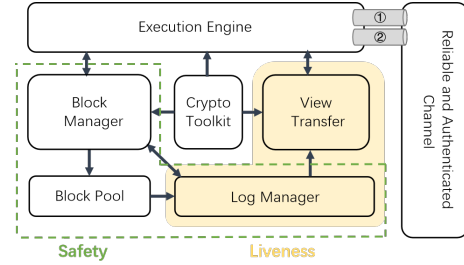 Execution Engine
①
②
Reliable and Authenticated
Channel
Block
Manager
Crypto
Toolkit
View
Transfer
Block Pool
Log Manager
Safety
Liveness